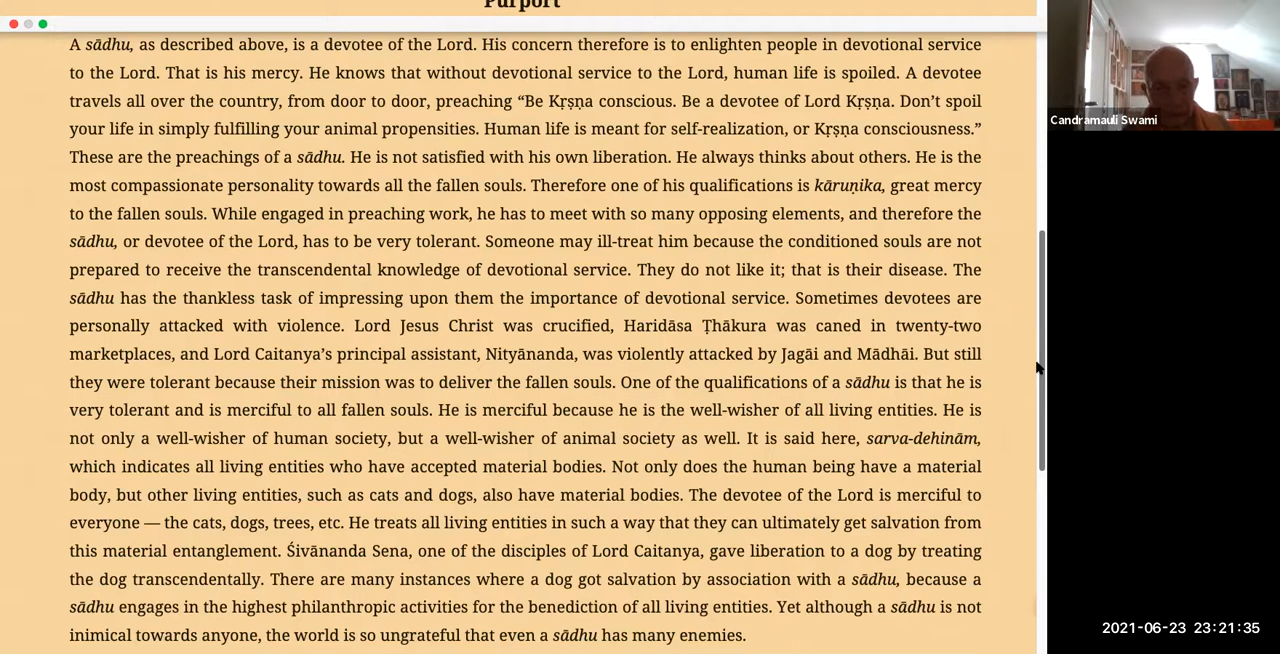 Purport
A sādhu, as described above, is a devotee of the Lord. His concern therefore is to enlighten people in devotional service
to the Lord. That is his mercy. He knows that without devotional service to the Lord, human life is spoiled. A devotee
travels all over the country, from door to door, preaching “Be Kṛṣṇa conscious. Be a devotee of Lord Kṛṣṇa. Don’t spoil
your life in simply fulfilling your animal propensities. Human life is meant for self-realization, or Kṛṣṇa consciousness.”
These are the preachings of a sādhu. He is not satisfied with his own liberation. He always thinks about others. He is the
most compassionate personality towards all the fallen souls. Therefore one of his qualifications is kāruṇika, great mercy
to the fallen souls. While engaged in preaching work, he has to meet with so many opposing elements, and therefore the
sādhu, or devotee of the Lord, has to be very tolerant. Someone may ill-treat him because the conditioned souls are not
prepared to receive the transcendental knowledge of devotional service. They do not like it; that is their disease. The
sādhu has the thankless task of impressing upon them the importance of devotional service. Sometimes devotees are
personally attacked with violence. Lord Jesus Christ was crucified, Haridāsa Ṭhākura was caned in twenty-two
marketplaces, and Lord Caitanya’s principal assistant, Nityānanda, was violently attacked by Jagāi and Mādhāi. But still
they were tolerant because their mission was to deliver the fallen souls. One of the qualifications of a sādhu is that he is
very tolerant and is merciful to all fallen souls. He is merciful because he is the well-wisher of all living entities. He is
not only a well-wisher of human society, but a well-wisher of animal society as well. It is said here, sarva-dehinām,
which indicates all living entities who have accepted material bodies. Not only does the human being have a material
body, but other living entities, such as cats and dogs, also have material bodies. The devotee of the Lord is merciful to
everyone — the cats, dogs, trees, etc. He treats all living entities in such a way that they can ultimately get salvation from
this material entanglement. Śivānanda Sena, one of the disciples of Lord Caitanya, gave liberation to a dog by treating
the dog transcendentally. There are many instances where a dog got salvation by association with a sādhu, because a
sādhu engages in the highest philanthropic activities for the benediction of all living entities. Yet although a sādhu is not
inimical towards anyone, the world is so ungrateful that even a sādhu has many enemies.
Candramauli Swami
2021-06-23 23:21:35